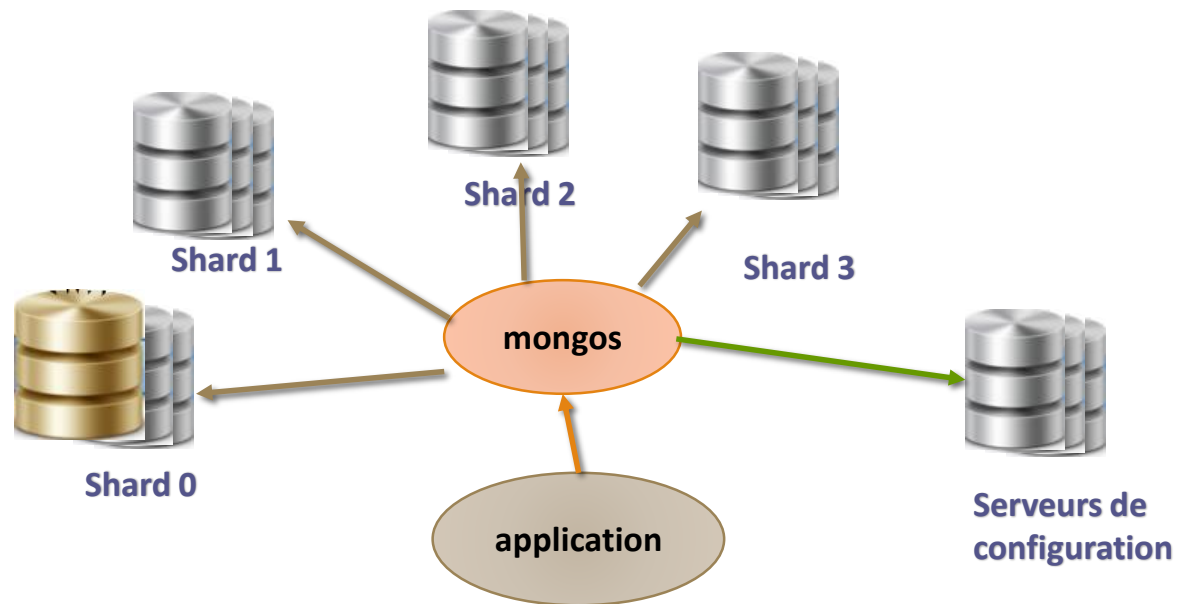 Shard 2
Shard 1
Shard 3
mongos
Shard 0
application
Serveurs de
configuration